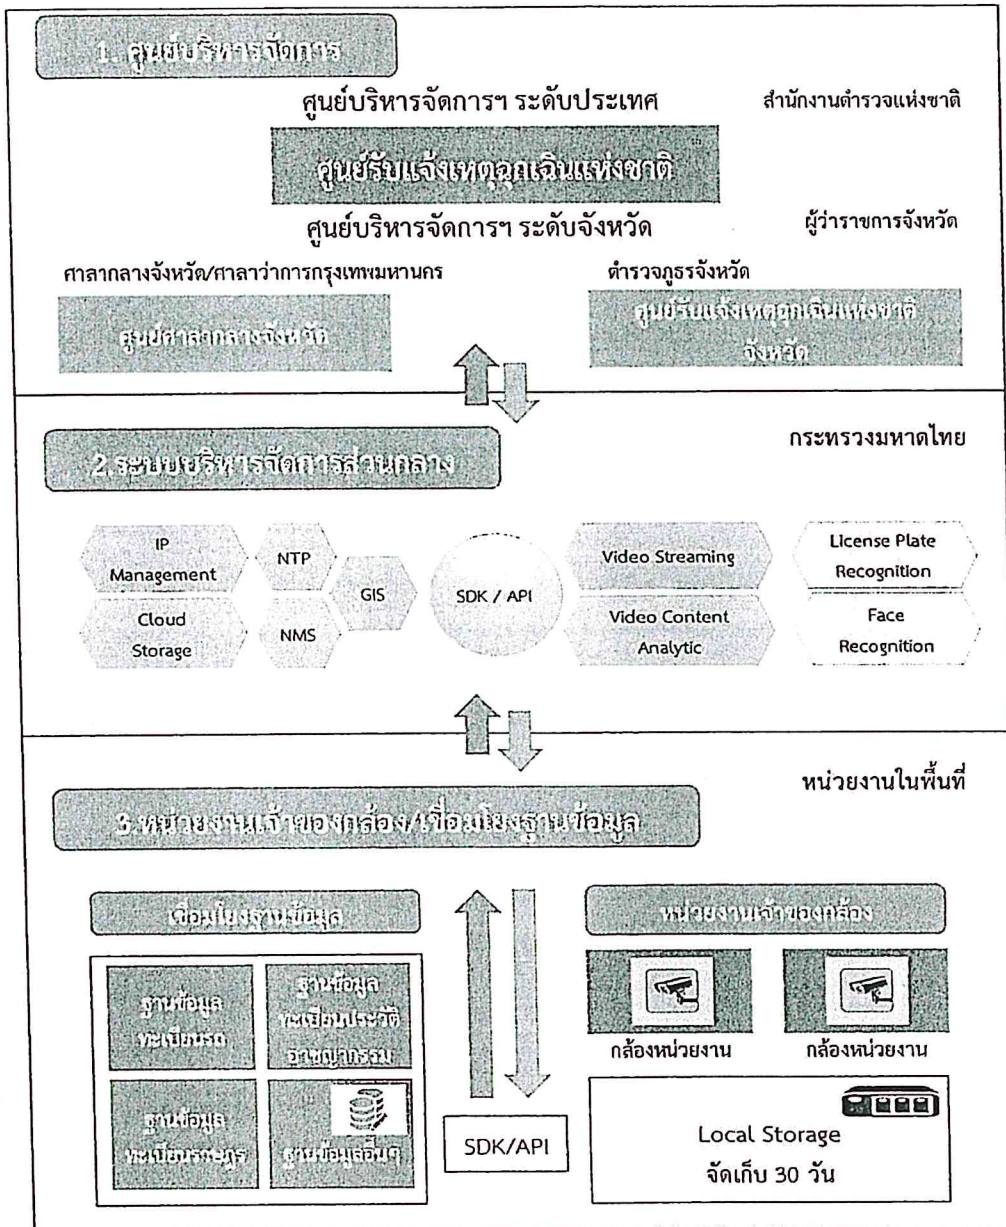 1. ศูนย์บริหารจัดการ
ศูนย์บริหารจัดการฯ ระดับประเทศ
สำนักงานตำรวจแห่งชาติ
ศูนย์รับแจ้งเหตุฉุกเฉินแห่งชาติ
ศูนย์บริหารจัดการฯ ระดับจังหวัด
ผู้ว่าราชการจังหวัด
ศาลากลางจังหวัด/ศาลาว่าการกรุงเทพมหานคร
ตำรวจภูธรจังหวัด
ศูนย์ศาลากลางจังหวัด
ศูนย์รับแจ้งเหตุฉุกเฉินแห่งชาติ
จังหวัด
กระทรวงมหาดไทย
2.ระบบบริหารจัดการส่วนกลาง
IP
Management
NTP
GIS
SDK / API
Video Streaming
License Plate
Recognition
Cloud
Storage
NMS
Video Content
Analytic
Face
Recognition
หน่วยงานในพื้นที่
3.หน่วยงานเจ้าของกล้อง/เชื่อมโยงฐานข้อมูล
เชื่อมโยงฐานข้อมูล
หน่วยงานเจ้าของกล้อง
ฐานข้อมูล
ทะเบียนรถ
ฐานข้อมูล
ทะเบียนประวัติ
อาชญากรรม
กล้องหน่วยงาน
กล้องหน่วยงาน
ฐานข้อมูล
ทะเบียนราษฎร
ฐานข้อมูลอื่นๆ
SDK/API
Local Storage
จัดเก็บ 30 วัน